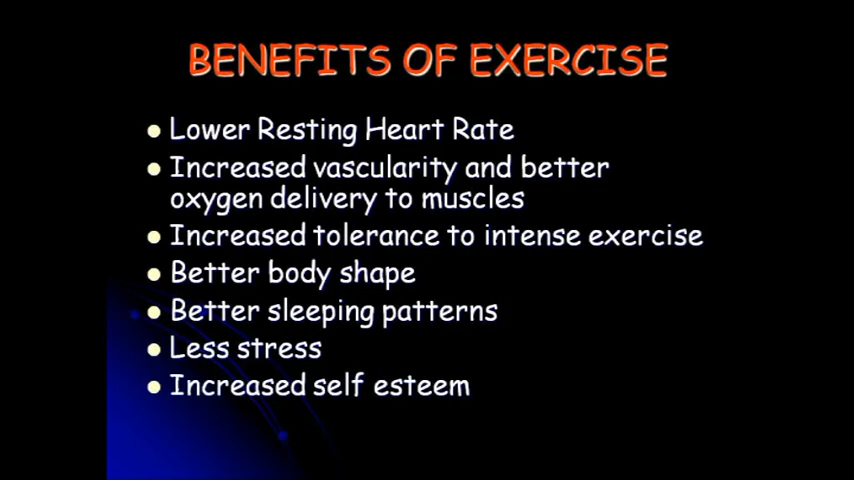 BENEFITS OF EXERCISE
● Lower Resting Heart Rate
● Increased vascularity and better
oxygen delivery to muscles
● Increased tolerance to intense exercise
● Better body shape
● Better sleeping patterns
● Less stress
● Increased self esteem